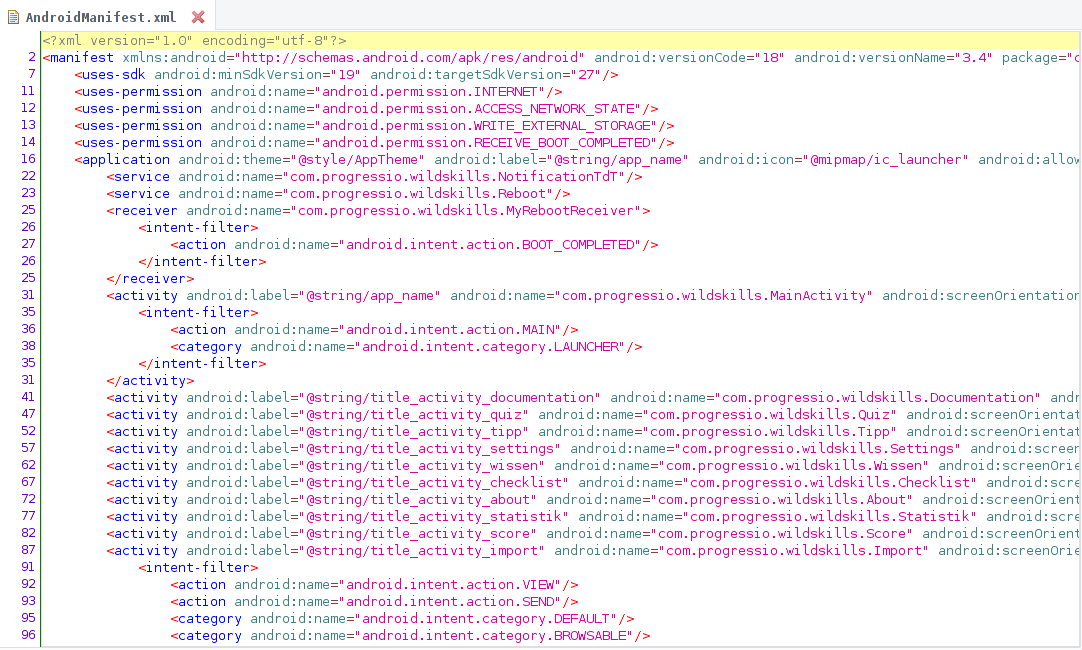 AndroidManifest.xml
<?xml version="1.0" encoding="utf-8"?>
2 <manifest xmlns:android="http://schemas.android.com/apk/res/android" android:versionCode="18" android:versionName="3.4" package="c
7 <uses-sdk android:minSdkVersion="19" android:targetSdkVersion="27"/>
11 <uses-permission android:name="android.permission.INTERNET"/>
12 <uses-permission android:name="android.permission.ACCESS_NETWORK_STATE"/>
13 <uses-permission android:name="android.permission.WRITE_EXTERNAL_STORAGE"/>
14 <uses-permission android:name="android.permission.RECEIVE_BOOT_COMPLETED"/>
16 <application android:theme="@style/AppTheme" android:label="@string/app_name" android:icon="@mipmap/ic_launcher" android:allow
22 <service android:name="com.progressio.wildskills.NotificationTdT"/>
23 <service android:name="com.progressio.wildskills.Reboot"/>
25 <receiver android:name="com.progressio.wildskills.MyRebootReceiver">
26 <intent-filter>
27 <action android:name="android.intent.action.BOOT_COMPLETED"/>
26 </intent-filter>
25 </receiver>
31 <activity android:label="@string/app_name" android:name="com.progressio.wildskills.MainActivity" android:screenOrientation
35 <intent-filter>
36 <action android:name="android.intent.action.MAIN"/>
38 <category android:name="android.intent.category.LAUNCHER"/>
35 </intent-filter>
31 </activity>
41 <activity android:label="@string/title_activity_documentation" android:name="com.progressio.wildskills.Documentation" andr
47 <activity android:label="@string/title_activity_quiz" android:name="com.progressio.wildskills.Quiz" android:screenOrientat
52 <activity android:label="@string/title_activity_tipp" android:name="com.progressio.wildskills.Tipp" android:screenOrientat
57 <activity android:label="@string/title_activity_settings" android:name="com.progressio.wildskills.Settings" android:screen
62 <activity android:label="@string/title_activity_wissen" android:name="com.progressio.wildskills.Wissen" android:screenOrie
67 <activity android:label="@string/title_activity_checklist" android:name="com.progressio.wildskills.Checklist" android:scre
72 <activity android:label="@string/title_activity_about" android:name="com.progressio.wildskills.About" android:screenOrient
77 <activity android:label="@string/title_activity_statistik" android:name="com.progressio.wildskills.Statistik" android:scre
82 <activity android:label="@string/title_activity_score" android:name="com.progressio.wildskills.Score" android:screenOrient
87 <activity android:label="@string/title_activity_import" android:name="com.progressio.wildskills.Import" android:screenOrie
91 <intent-filter>
92 <action android:name="android.intent.action.VIEW"/>
93 <action android:name="android.intent.action.SEND"/>
95 <category android:name="android.intent.category.DEFAULT"/>
96 <category android:name="android.intent.category.BROWSABLE"/>